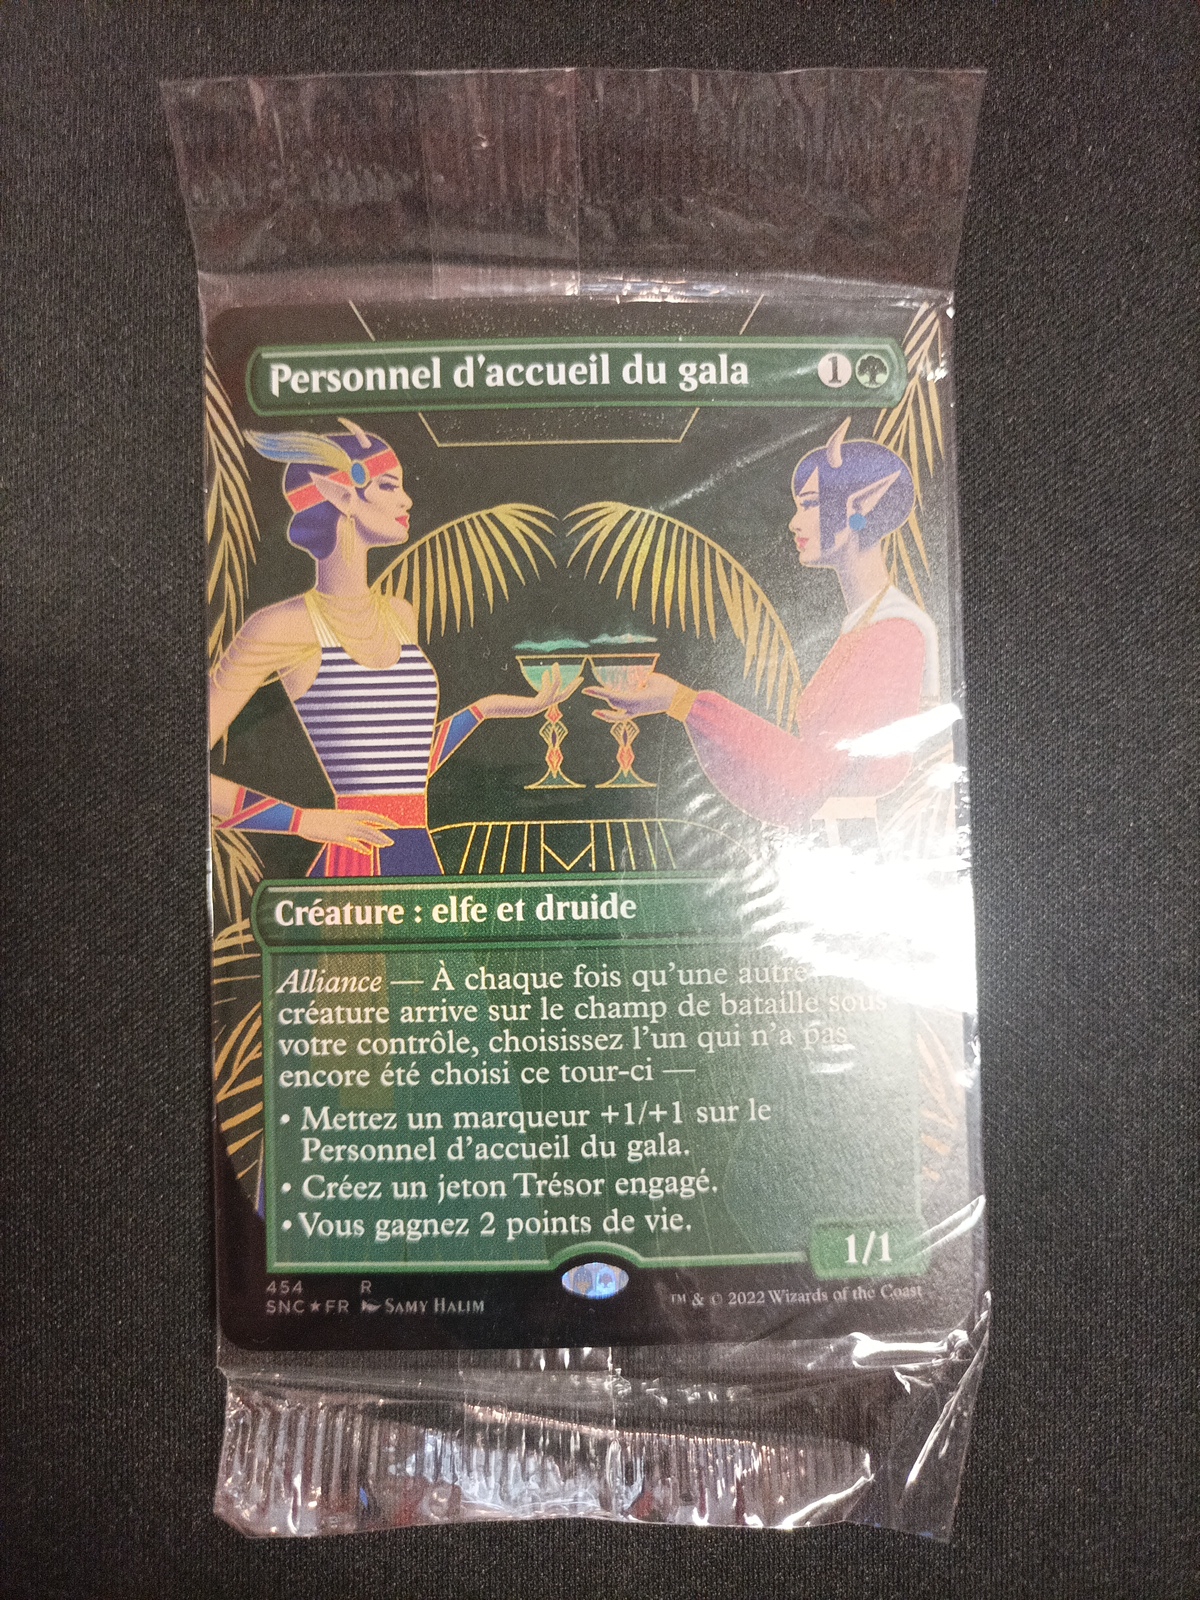 Personnel d'accueil du gala 1
Créature : elfe et druide
Alliance — À chaque fois qu'une autre
créature arrive sur le champ de bataille sous
votre contrôle, choisissez l'un qui n'a pas
encore été choisi ce tour-ci —
• Mettez un marqueur +1/+1 sur le
Personnel d'accueil du gala.
• Créez un jeton Trésor engagé.
• Vous gagnez 2 points de vie.
1/1
454 R
SNC★FR SAMY HALIM
™ & © 2022 Wizards of the Coast